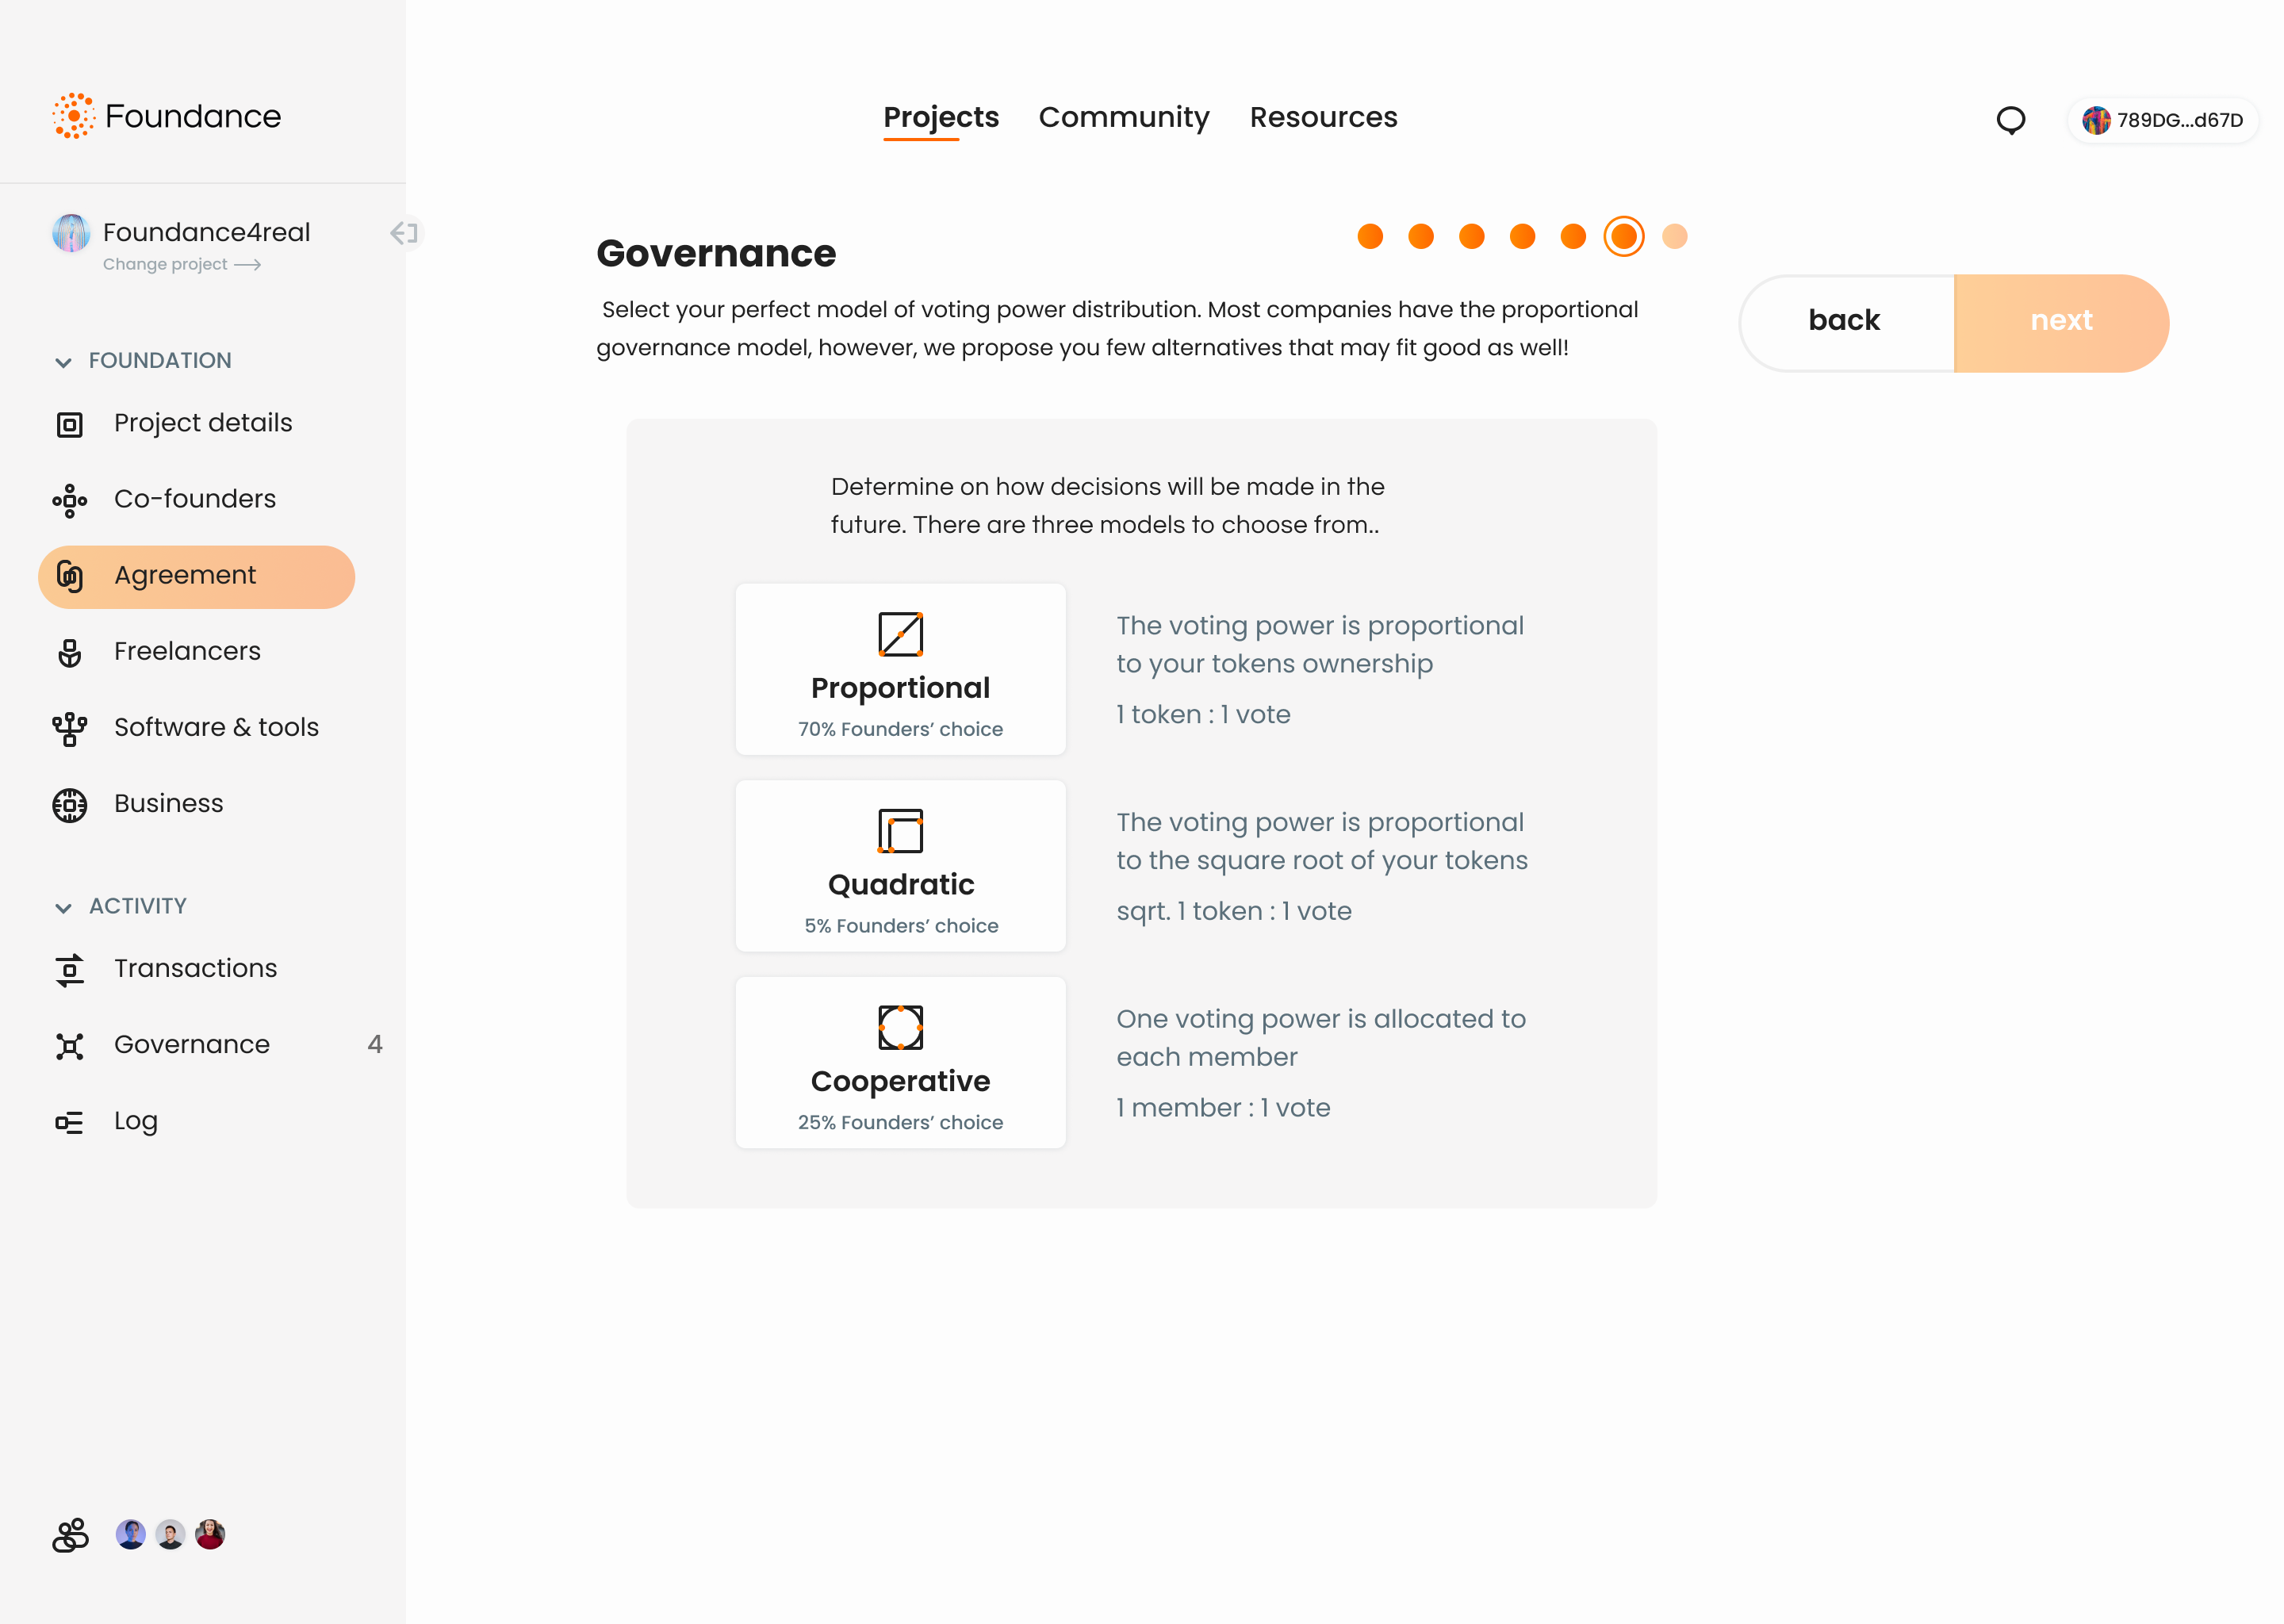 Foundance
Projects
Community
Resources
789DG...d67D
Foundance4real
Change project
FOUNDATION
Project details
Co-founders
Agreement
Freelancers
Software & tools
Business
ACTIVITY
Transactions
Governance
4
Log
Governance
Select your perfect model of voting power distribution. Most companies have the proportional
governance model, however, we propose you few alternatives that may fit good as well!
back
next
Determine on how decisions will be made in the
future. There are three models to choose from..
Proportional
70% Founders’ choice
The voting power is proportional
to your tokens ownership
1 token : 1 vote
Quadratic
5% Founders’ choice
The voting power is proportional
to the square root of your tokens
sqrt. 1 token : 1 vote
Cooperative
25% Founders’ choice
One voting power is allocated to
each member
1 member : 1 vote